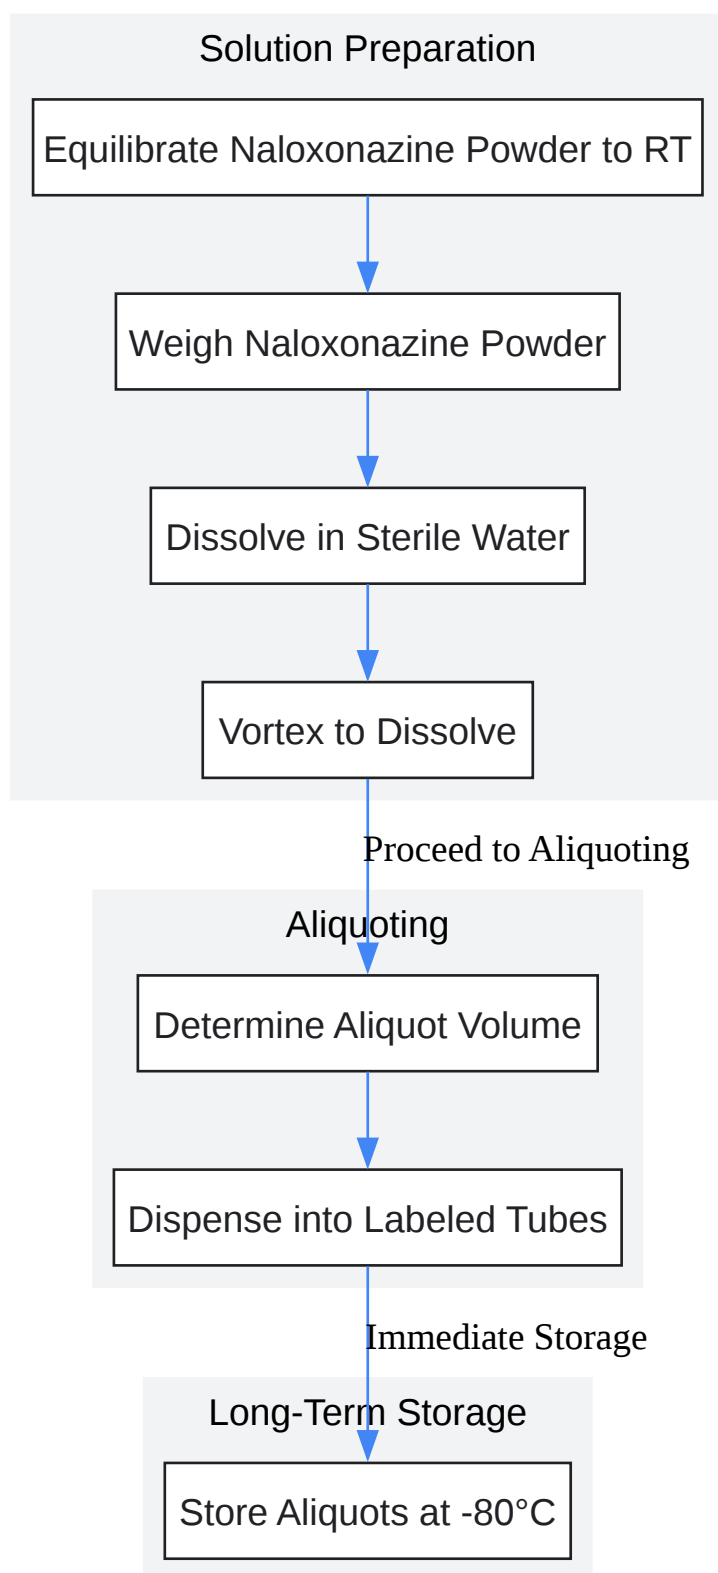 Solution Preparation
Equilibrate Naloxonazine Powder to RT
Weigh Naloxonazine Powder
Dissolve in Sterile Water
Vortex to Dissolve
Proceed to Aliquoting
Aliquoting
Determine Aliquot Volume
Dispense into Labeled Tubes
Immediate Storage
Long-Term Storage
Store Aliquots at -80°C